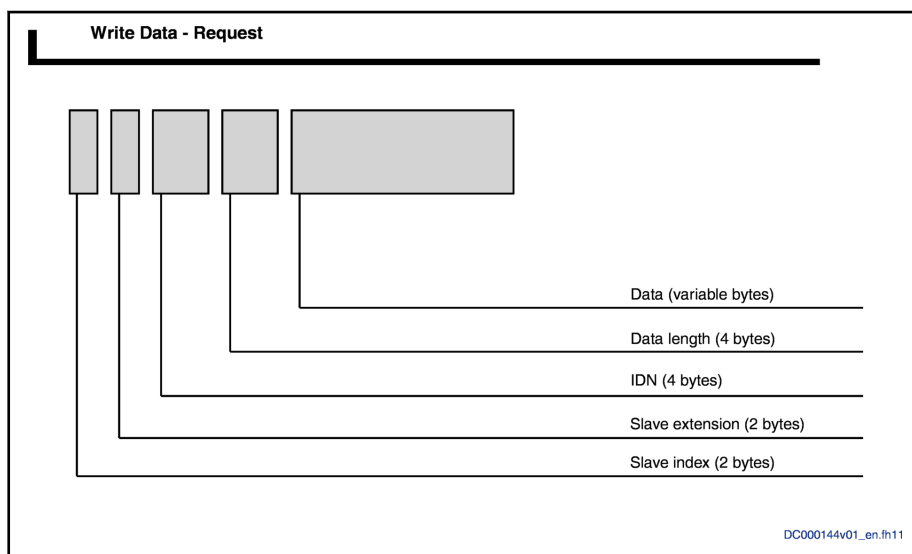 Write Data - Request
Data (variable bytes)
Data length (4 bytes)
IDN (4 bytes)
Slave extension (2 bytes)
Slave index (2 bytes)
DC000144v01_en.fh11